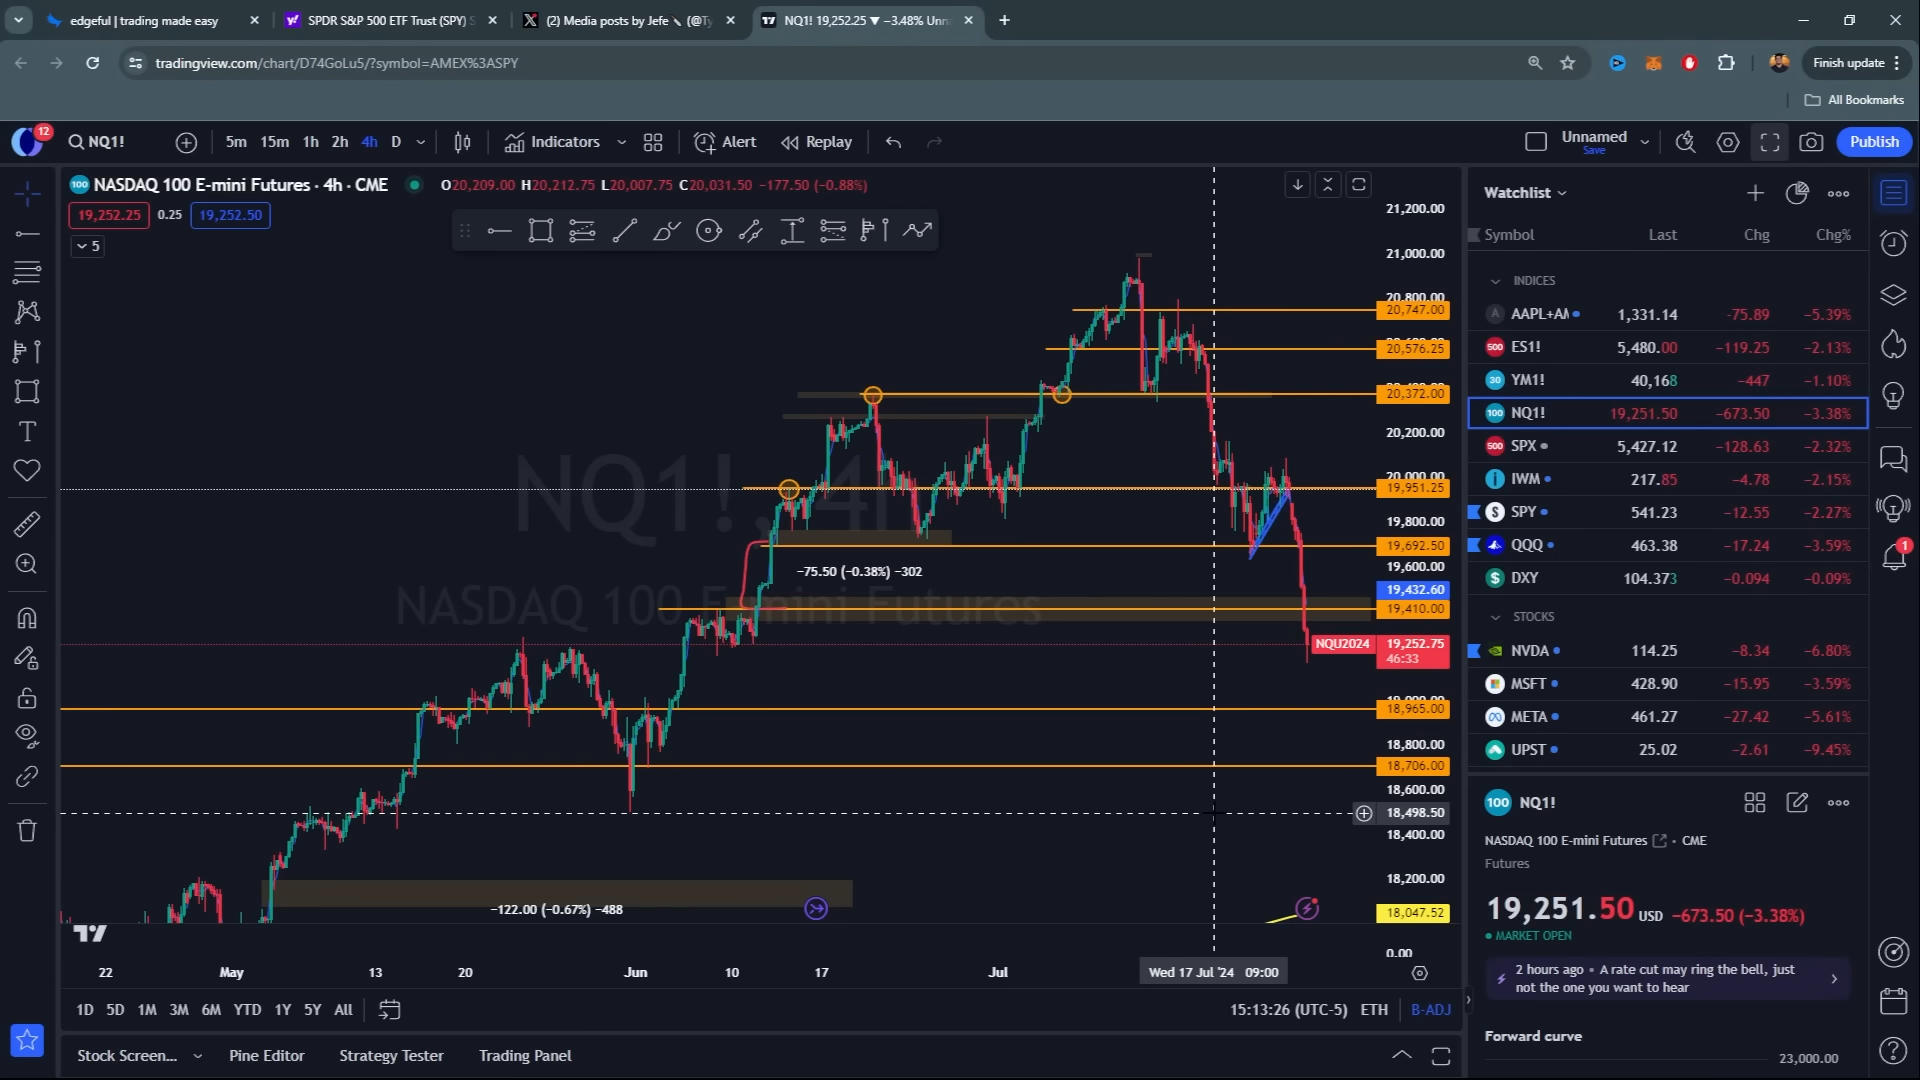 edgeful | trading made easy
SPDR S&P 500 ETF Trust (SPY) S
(2) Media posts by Jefe (@Ty
NQ1! 19,252.25 ▼ −3.48% Unn
tradingview.com/chart/D74GoLu5/?symbol=AMEX%3ASPY
Finish update
All Bookmarks
12
NQ1!
5m 15m 1h 2h 4h D
Indicators
Alert
Replay
Unnamed
Save
Publish
NASDAQ 100 E-mini Futures · 4h · CME
O20,209.00 H20,212.75 L20,007.75 C20,031.50 −177.50 (−0.88%)
19,252.25 0.25 19,252.50
5
NQ1!, 4h
NASDAQ 100 E-mini Futures
−75.50 (−0.38%) −302
−122.00 (−0.67%) −488
21,200.00
21,000.00
20,800.00
20,747.00
20,576.25
20,372.00
20,200.00
20,000.00
19,951.25
19,800.00
19,692.50
19,600.00
19,432.60
19,410.00
NQU2024 19,252.75
46:33
19,000.00
18,965.00
18,800.00
18,706.00
18,600.00
18,498.50
18,400.00
18,200.00
18,047.52
0.00
22 May 13 20 Jun 10 17 Jul Wed 17 Jul '24 09:00
1D 5D 1M 3M 6M YTD 1Y 5Y All
15:13:26 (UTC-5) ETH B-ADJ
Stock Screen... Pine Editor Strategy Tester Trading Panel
Watchlist
Symbol Last Chg Chg%
INDICES
AAPL+AM 1,331.14 −75.89 −5.39%
500 ES1! 5,480.00 −119.25 −2.13%
30 YM1! 40,168 −447 −1.10%
100 NQ1! 19,251.50 −673.50 −3.38%
500 SPX 5,427.12 −128.63 −2.32%
IWM 217.85 −4.78 −2.15%
SPY 541.23 −12.55 −2.27%
QQQ 463.38 −17.24 −3.59%
DXY 104.373 −0.094 −0.09%
STOCKS
NVDA 114.25 −8.34 −6.80%
MSFT 428.90 −15.95 −3.59%
META 461.27 −27.42 −5.61%
UPST 25.02 −2.61 −9.45%
100 NQ1!
NASDAQ 100 E-mini Futures · CME
Futures
19,251.50 USD −673.50 (−3.38%)
MARKET OPEN
2 hours ago • A rate cut may ring the bell, just
not the one you want to hear
Forward curve
23,000.00
1